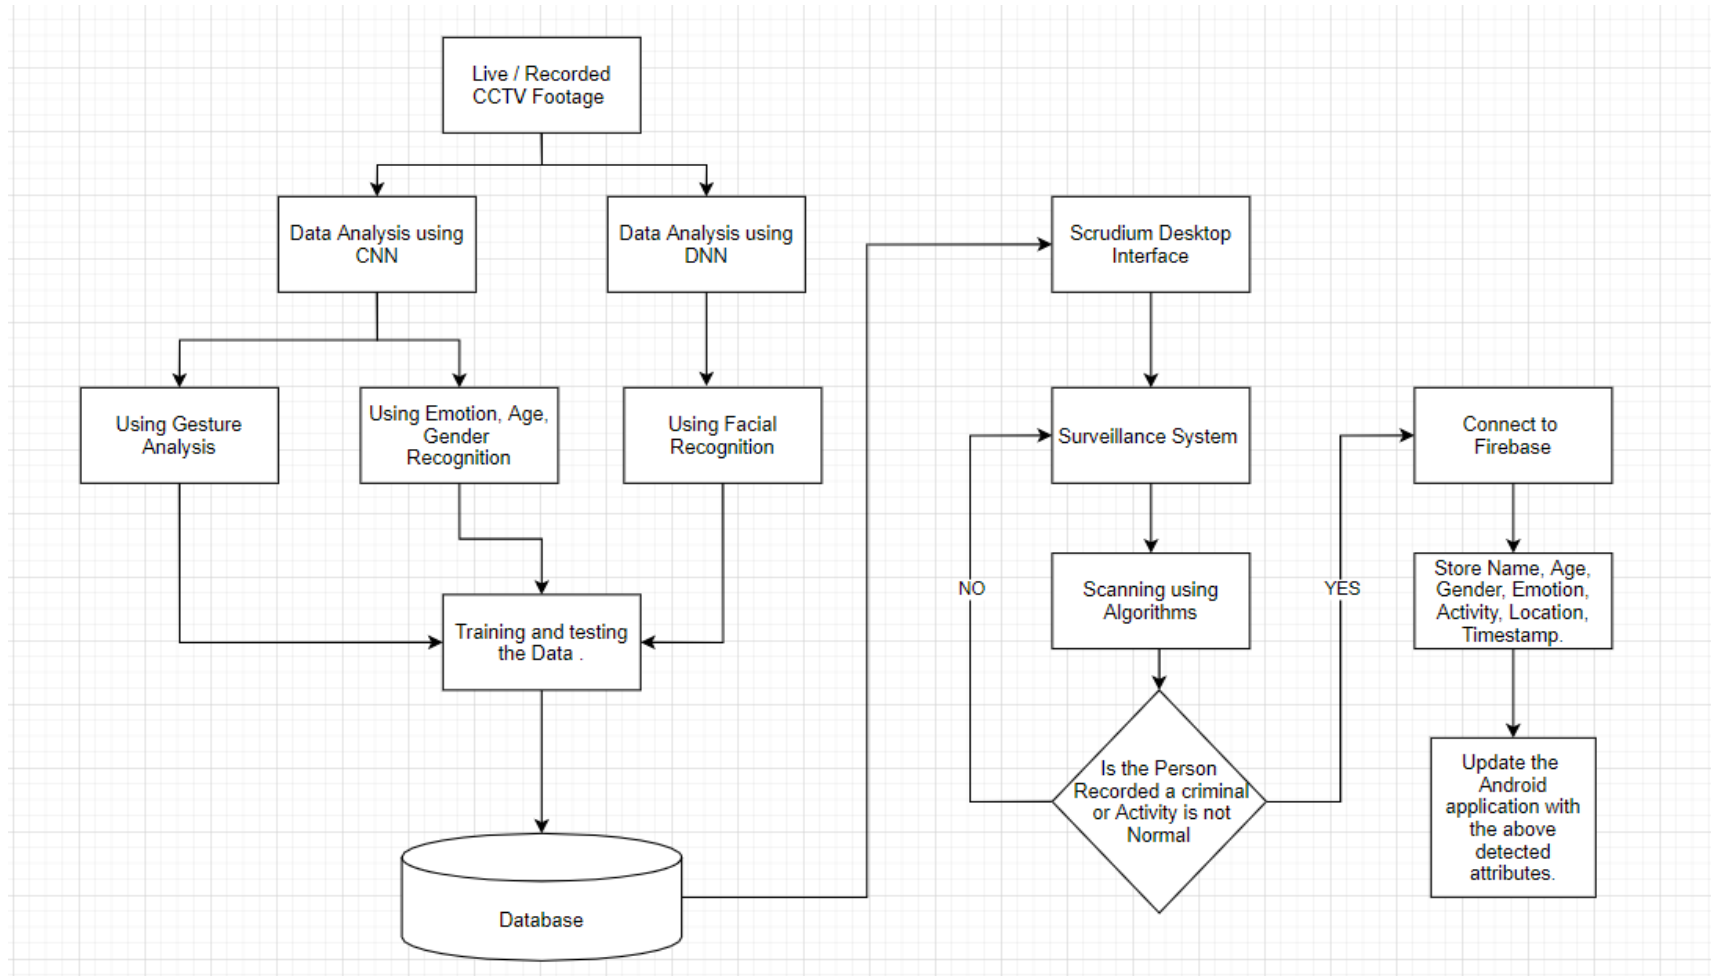 Live / Recorded
CCTV Footage
Data Analysis using
CNN
Data Analysis using
DNN
Scrudium Desktop
Interface
Using Gesture
Analysis
Using Emotion, Age,
Gender
Recognition
Using Facial
Recognition
Surveillance System
Connect to
Firebase
Training and testing
the Data .
NO
Scanning using
Algorithms
YES
Store Name, Age,
Gender, Emotion,
Activity, Location,
Timestamp.
Is the Person
Recorded a criminal
or Activity is not
Normal
Update the
Android
application with
the above
detected
attributes.
Database